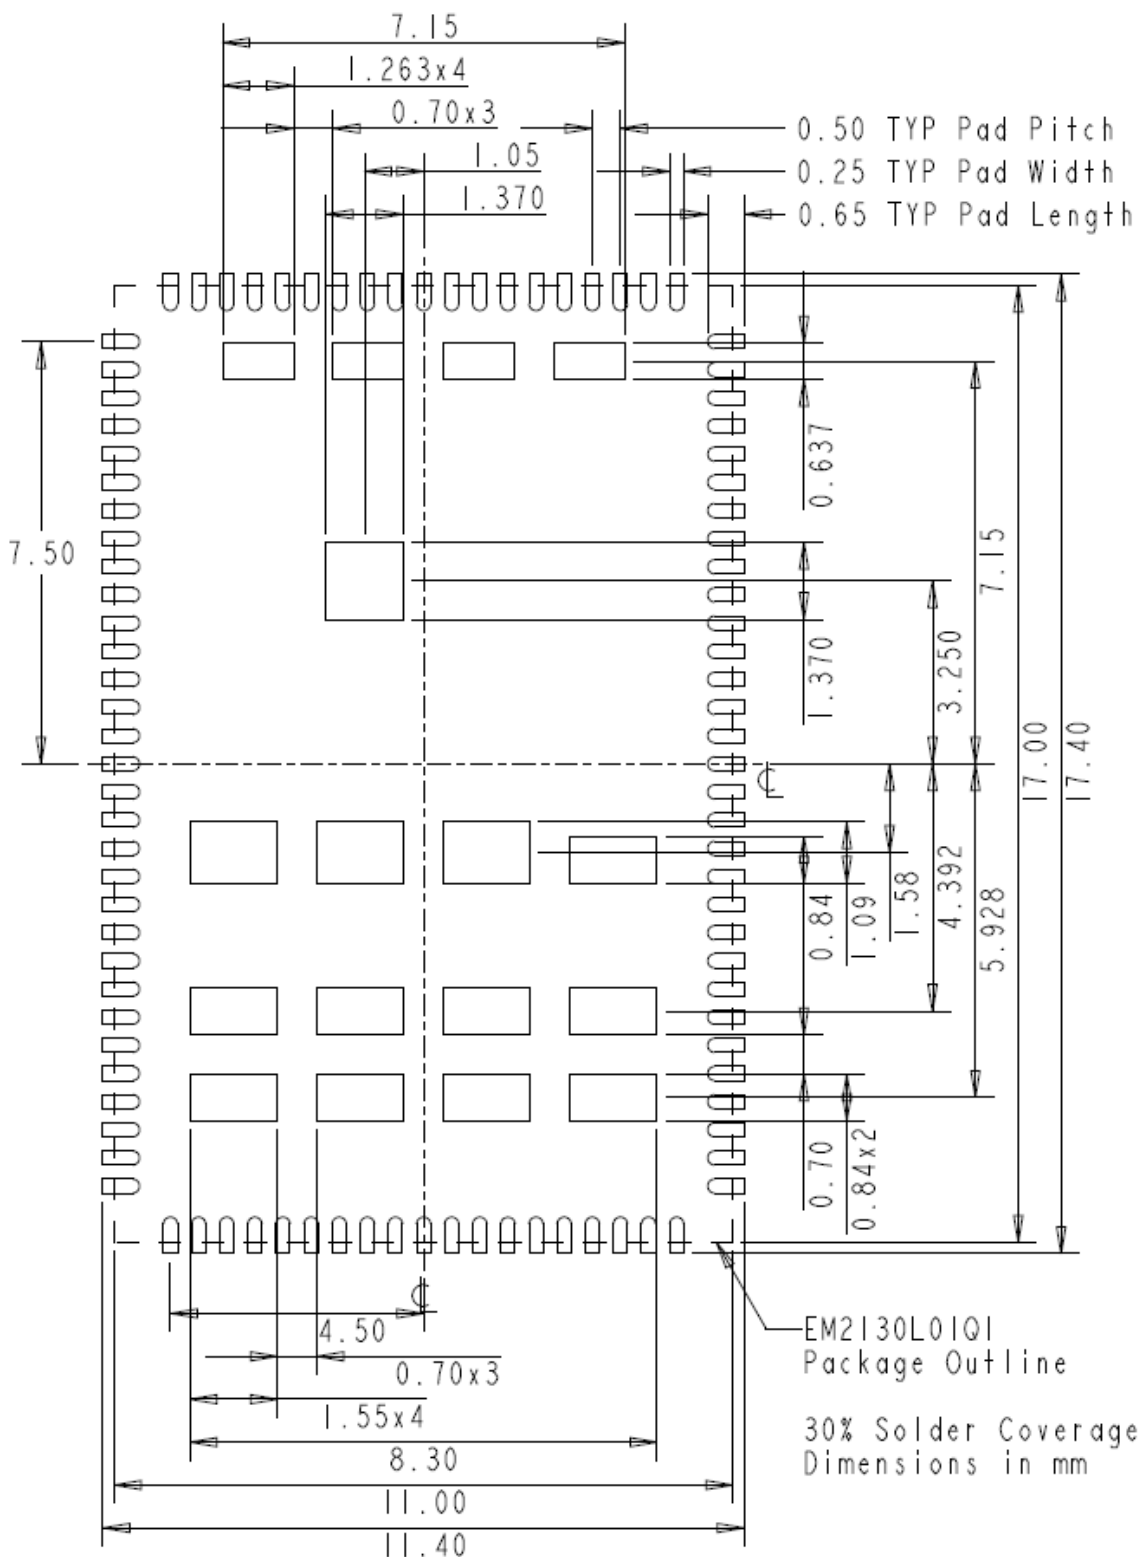 7.15
1.263x4
0.70x3
1.05
1.370
0.50 TYP Pad Pitch
0.25 TYP Pad Width
0.65 TYP Pad Length
7.50
0.637
1.370
3.250
7.15
17.00
17.40
℄
0.84
1.09
1.58
4.392
5.928
0.70
0.84x2
℄
4.50
0.70x3
1.55x4
8.30
11.00
11.40
EM2130L01QI
Package Outline
30% Solder Coverage
Dimensions in mm